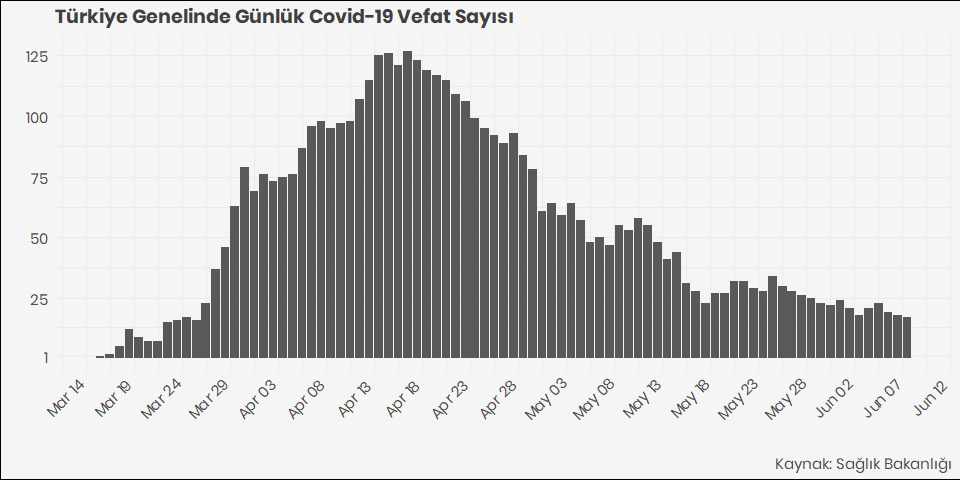 Türkiye Genelinde Günlük Covid-19 Vefat Sayısı
125
100
75
50
25
1
Mar 14
Mar 19
Mar 24
Mar 29
Apr 03
Apr 08
Apr 13
Apr 18
Apr 23
Apr 28
May 03
May 08
May 13
May 18
May 23
May 28
Jun 02
Jun 07
Jun 12
Kaynak: Sağlık Bakanlığı